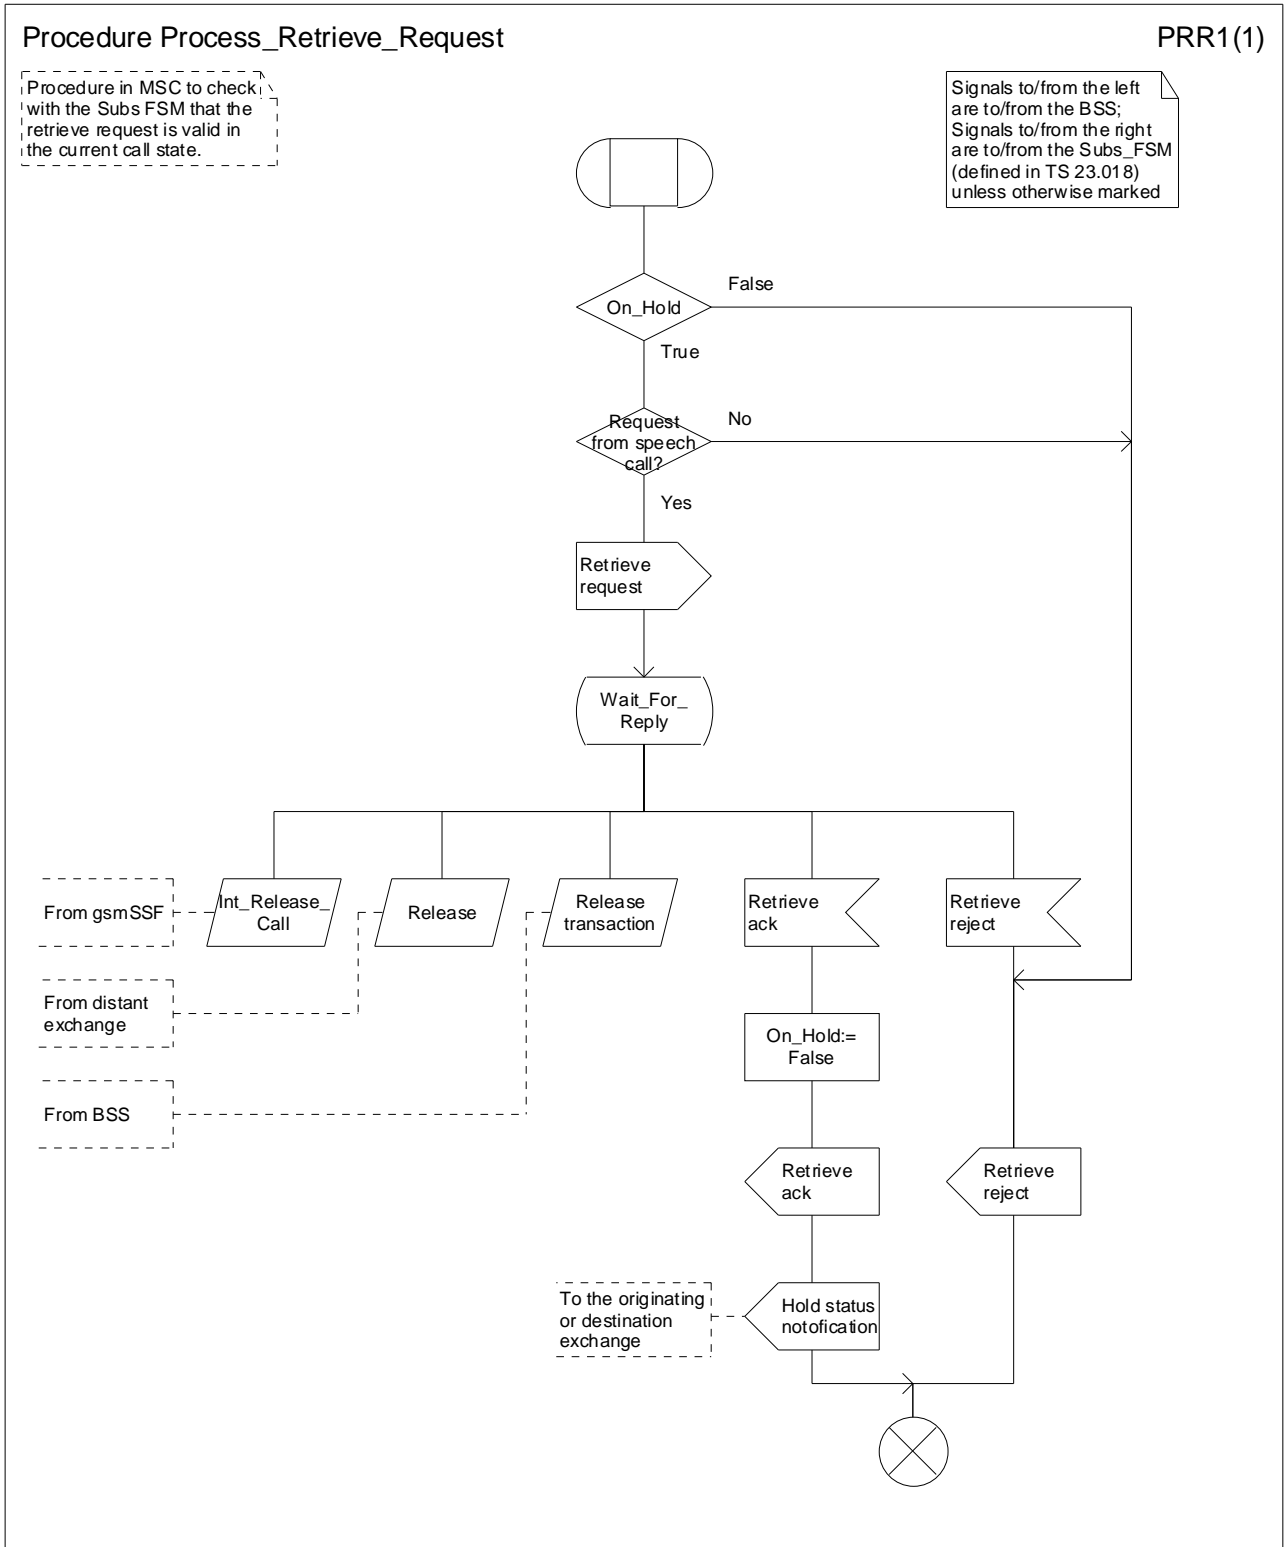 Procedure Process_Retrieve_Request
PRR1(1)
Procedure in MSC to check
with the Subs FSM that the
retrieve request is valid in
the current call state.
Signals to/from the left
are to/from the BSS;
Signals to/from the right
are to/from the Subs_FSM
(defined in TS 23.018)
unless otherwise marked
On_Hold
False
True
Request
from speech
call?
No
Yes
Retrieve
request
Wait_For_
Reply
From gsmSSF
Int_Release_
Call
Release
Release
transaction
Retrieve
ack
Retrieve
reject
From distant
exchange
On_Hold:=
False
From BSS
Retrieve
ack
Retrieve
reject
To the originating
or destination
exchange
Hold status
notofication